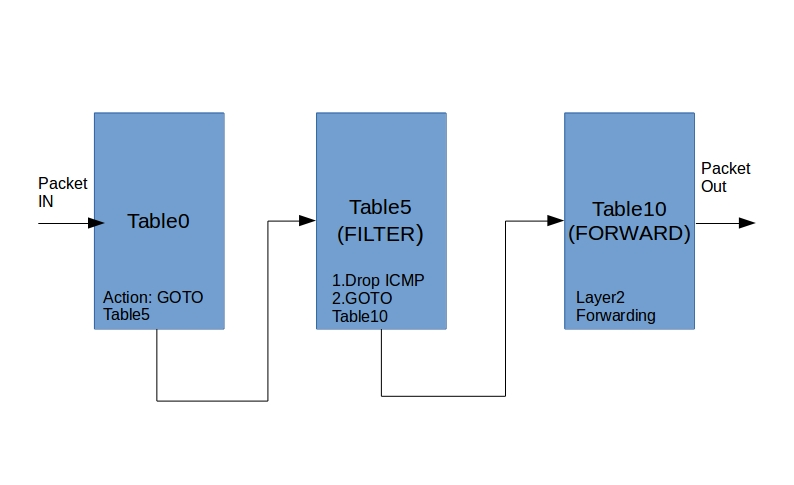 Packet
IN
Table0
Action: GOTO
Table5
Table5
(FILTER)
1.Drop ICMP
2.GOTO
Table10
Table10
(FORWARD)
Layer2
Forwarding
Packet
Out